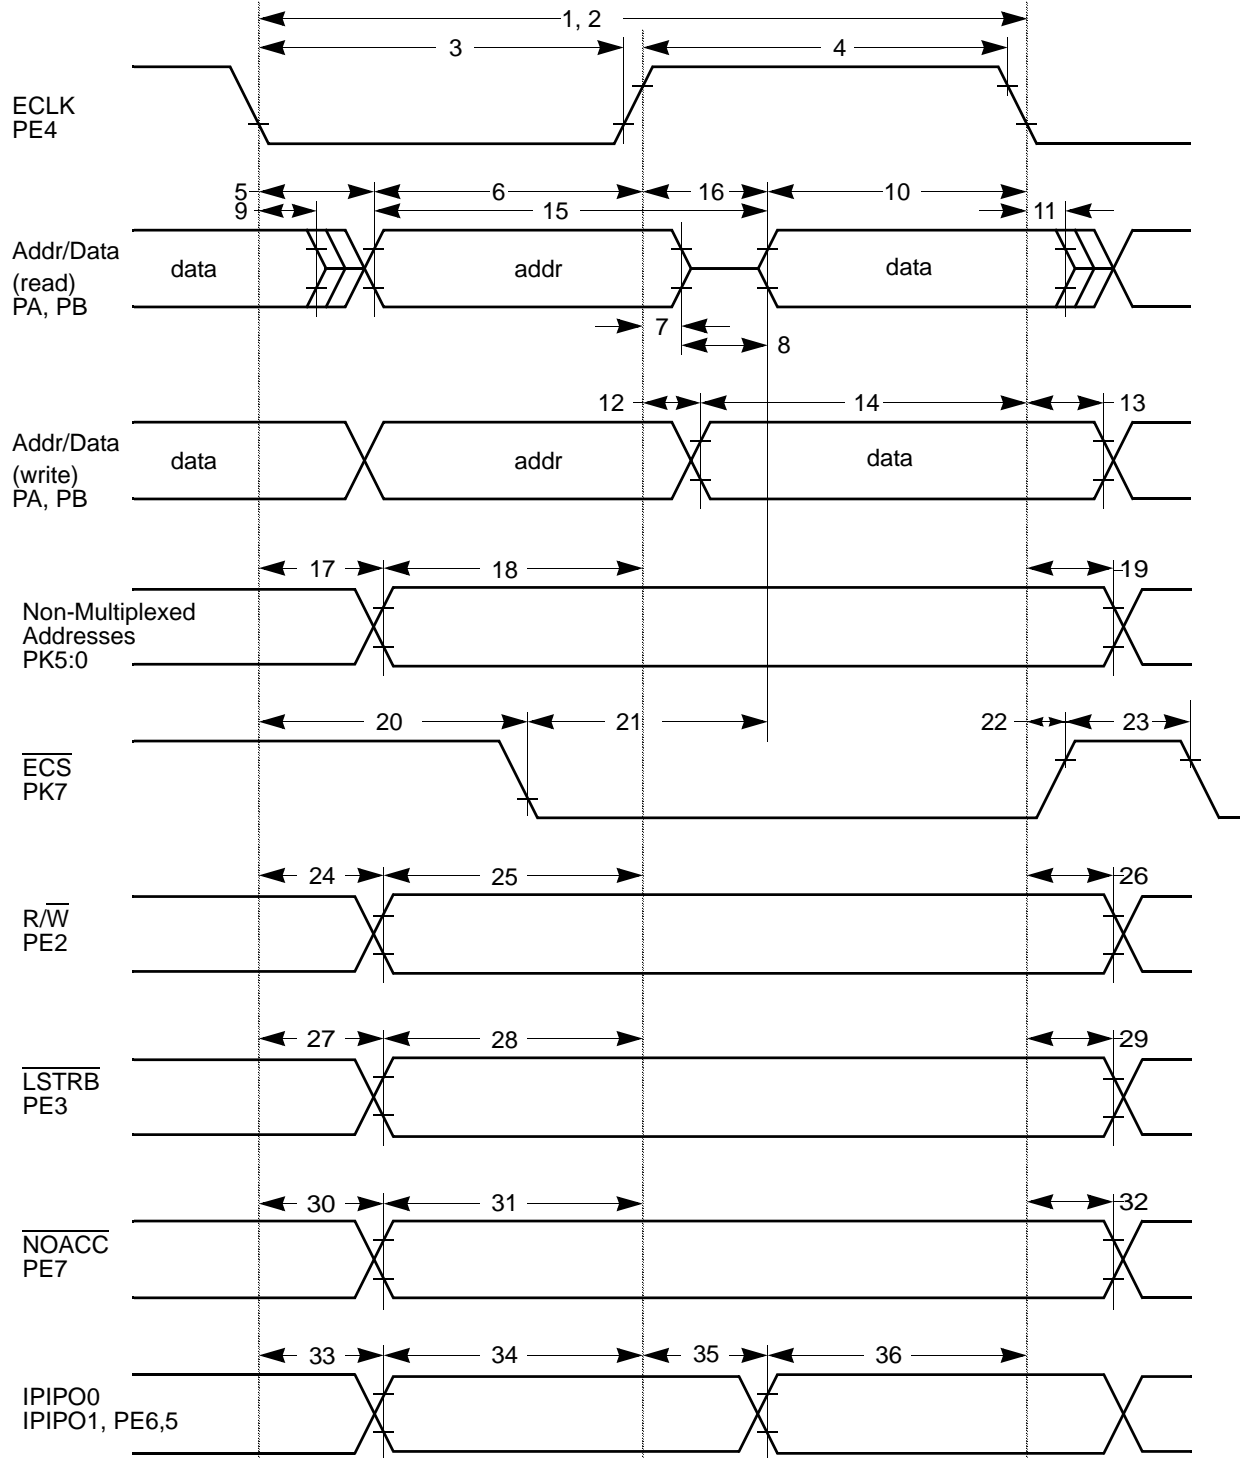 1, 2
3
4
ECLK
PE4
5
6
16
10
9
15
11
Addr/Data
(read)
PA, PB
data
addr
data
7
8
12
14
13
Addr/Data
(write)
PA, PB
data
addr
data
17
18
19
Non-Multiplexed
Addresses
PK5:0
20
21
22
23
ECS
PK7
24
25
26
R/W
PE2
27
28
29
LSTRB
PE3
30
31
32
NOACC
PE7
33
34
35
36
IPIPO0
IPIPO1, PE6,5